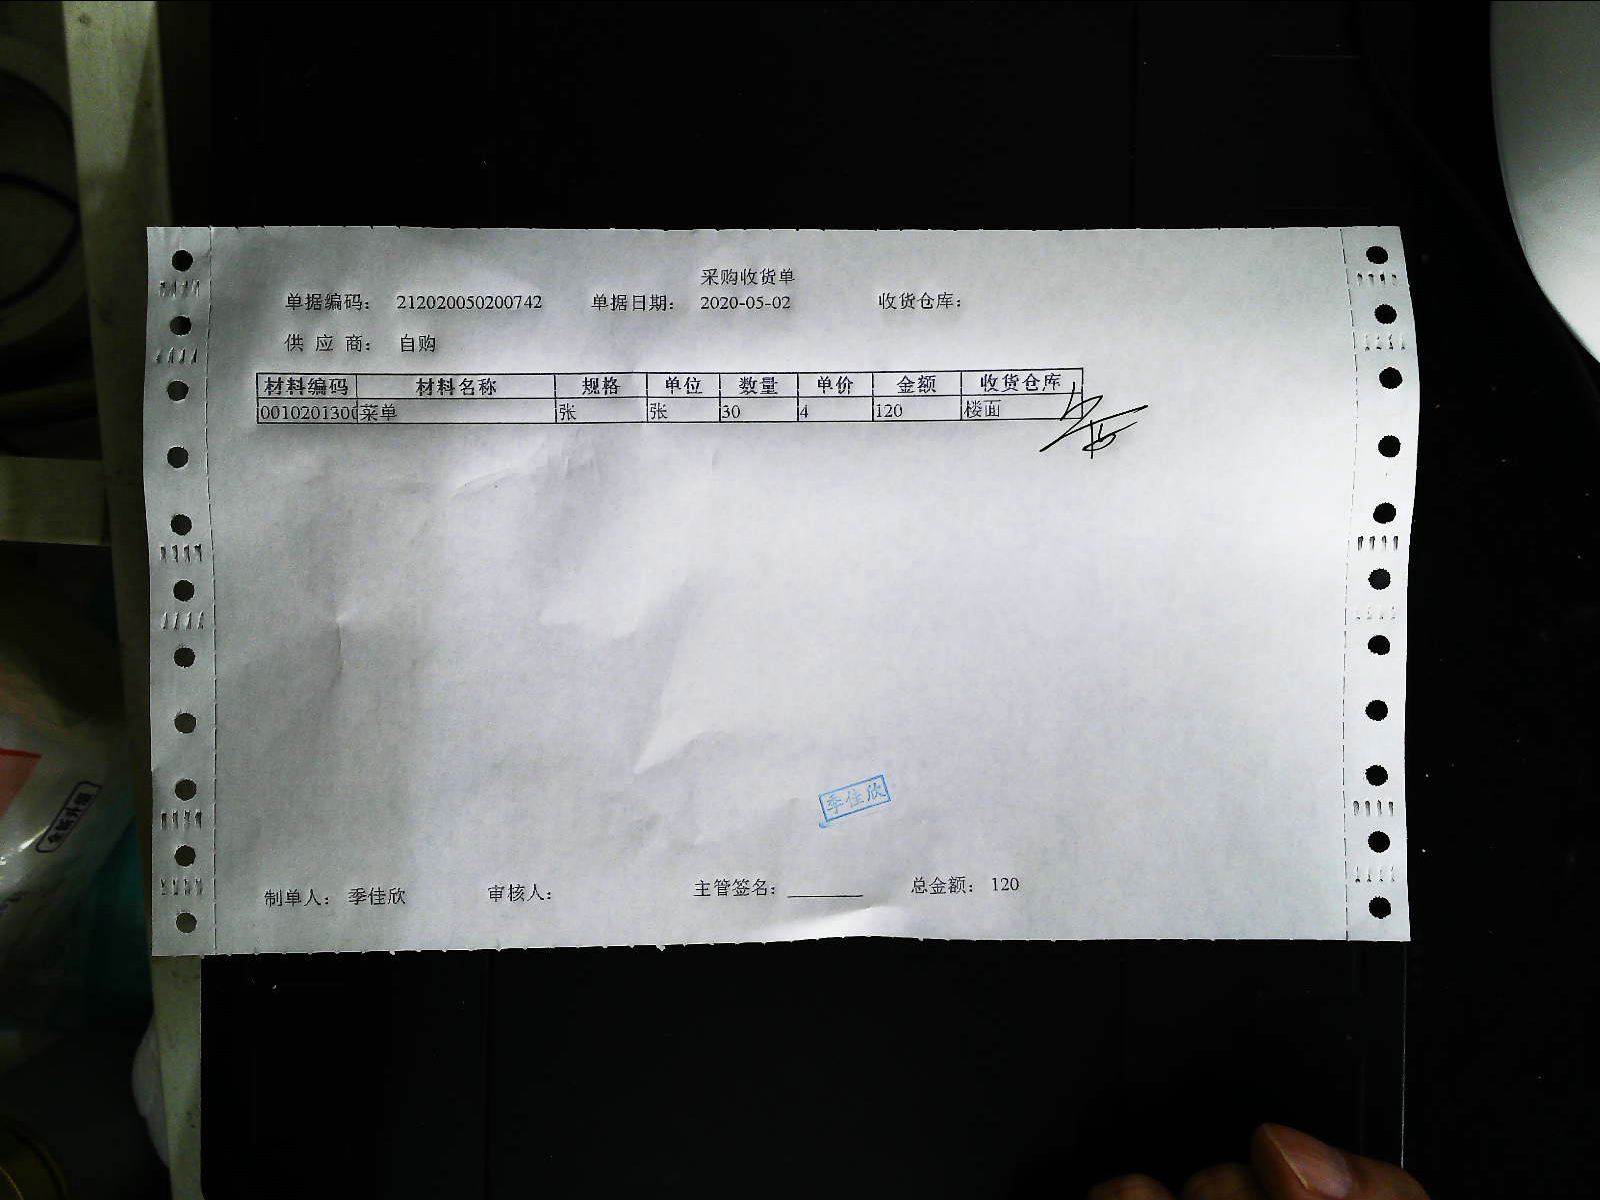 采购收货单
单据编码： 212020050200742 单据日期： 2020-05-02 收货仓库：
供 应 商： 自购
材料编码 材料名称 规格 单位 数量 单价 金额 收货仓库
0010201300 菜单 张 张 30 4 120 楼面
季佳欣
制单人： 季佳欣 审核人： 主管签名： ________ 总金额： 120